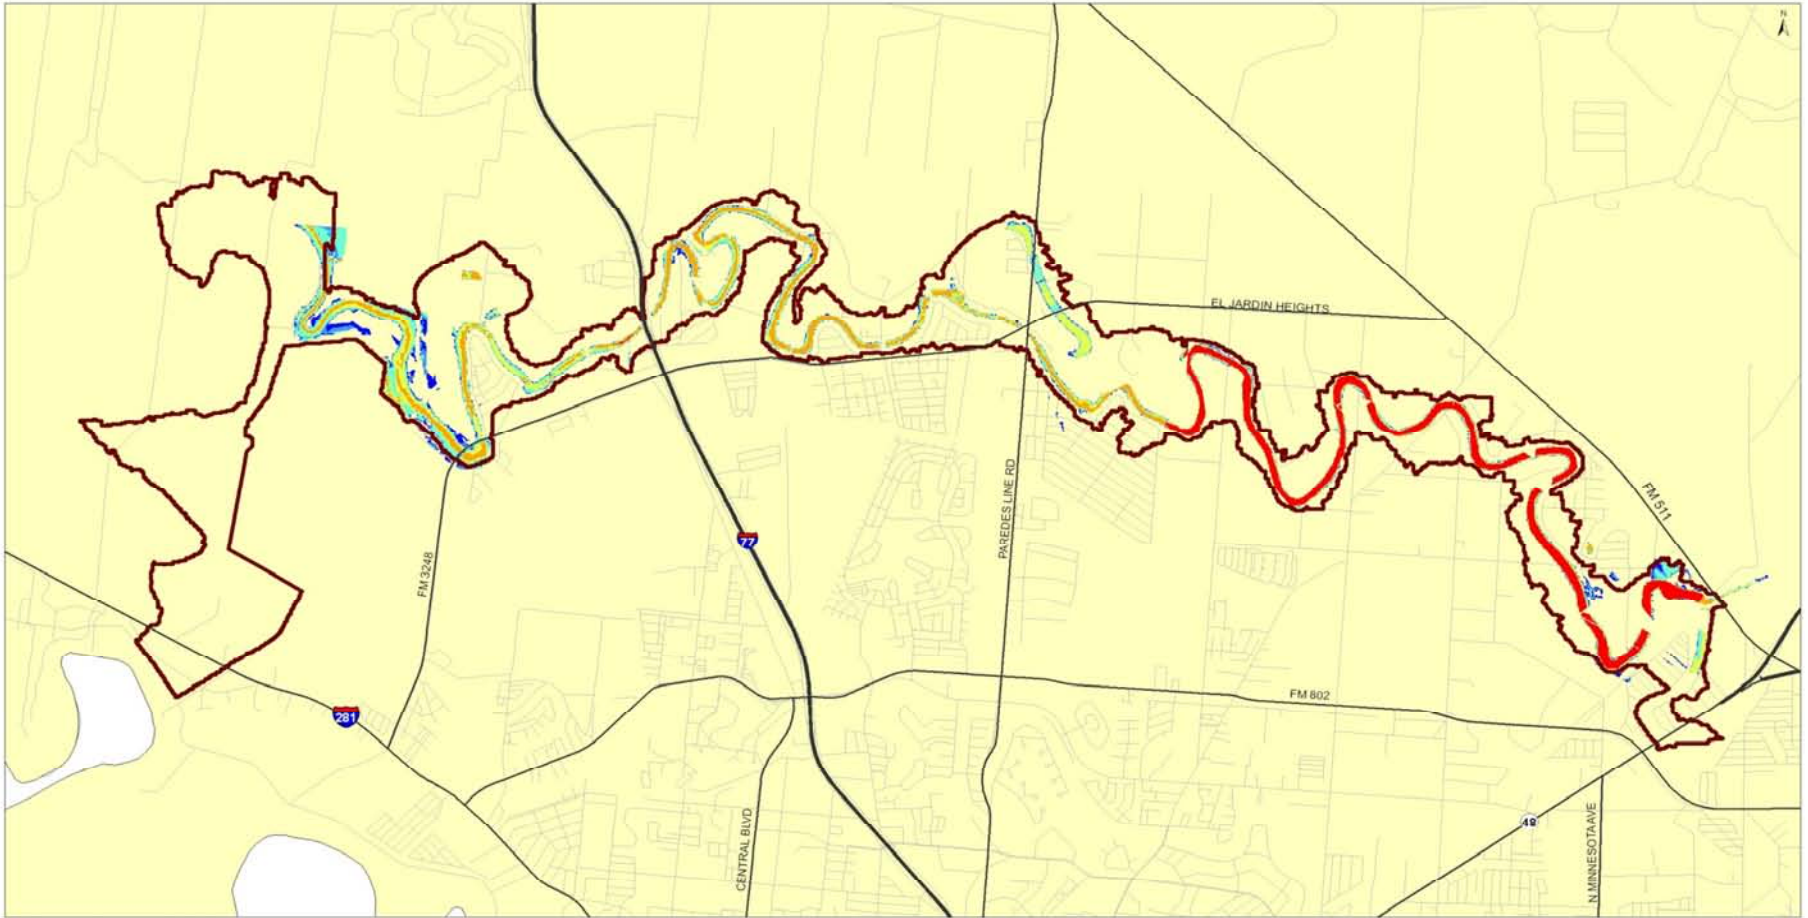 N
EL JARDIN HEIGHTS
FM 511
PAREDES LINE RD
77
FM 3248
FM 802
281
CENTRAL BLVD
48
N MINNESOTA AVE